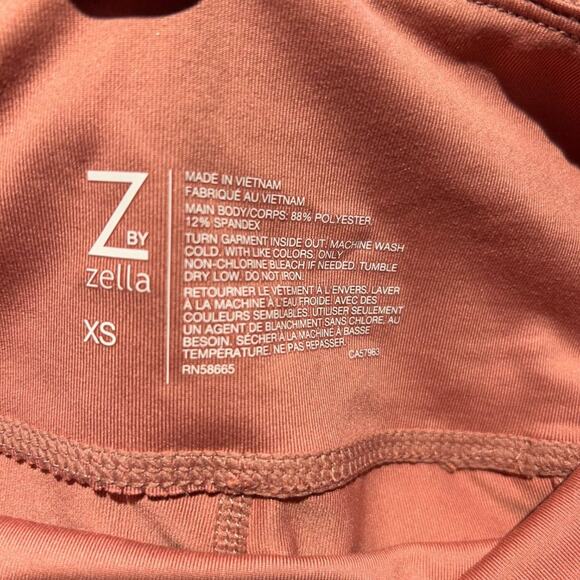 Z BY
zella
XS
MADE IN VIETNAM
FABRIQUÉ AU VIETNAM
MAIN BODY/CORPS: 88% POLYESTER,
12% SPANDEX
TURN GARMENT INSIDE OUT. MACHINE WASH
COLD. WITH LIKE COLORS. ONLY
NON-CHLORINE BLEACH IF NEEDED. TUMBLE
DRY LOW. DO NOT IRON.
RETOURNER LE VÊTEMENT À L'ENVERS. LAVER
À LA MACHINE À L'EAU FROIDE AVEC DES
COULEURS SEMBLABLES. UTILISER SEULEMENT
UN AGENT DE BLANCHIMENT SANS CHLORE, AU
BESOIN. SÉCHER À LA MACHINE À BASSE
TEMPÉRATURE. NE PAS REPASSER.
CA57963
RN58665